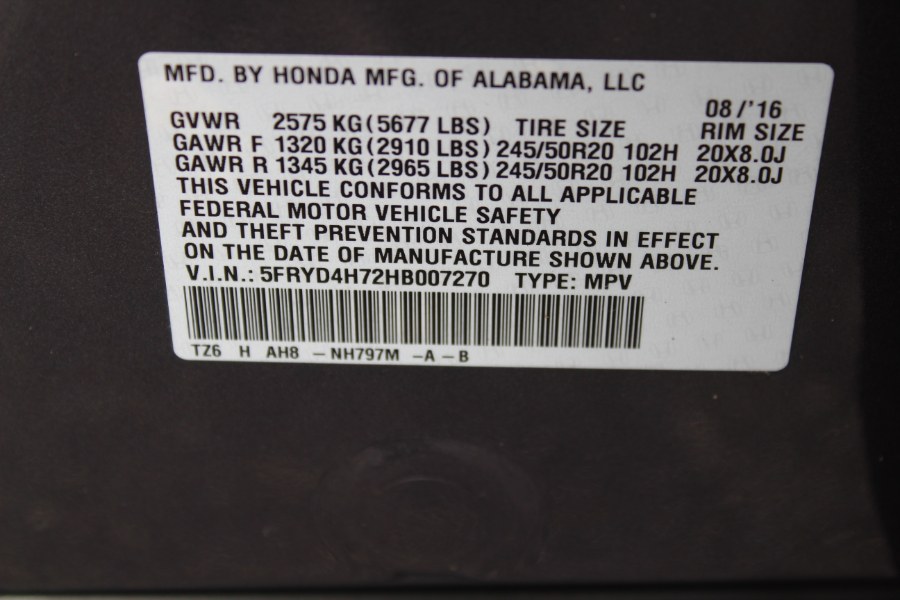 MFD. BY HONDA MFG. OF ALABAMA, LLC
08/'16
GVWR 2575 KG(5677 LBS) TIRE SIZE RIM SIZE
GAWR F 1320 KG(2910 LBS) 245/50R20 102H 20X8.0J
GAWR R 1345 KG(2965 LBS) 245/50R20 102H 20X8.0J
THIS VEHICLE CONFORMS TO ALL APPLICABLE
FEDERAL MOTOR VEHICLE SAFETY
AND THEFT PREVENTION STANDARDS IN EFFECT
ON THE DATE OF MANUFACTURE SHOWN ABOVE.
V.I.N.: 5FRYD4H72HB007270 TYPE: MPV
TZ6 H AH8 - NH797M - A - B